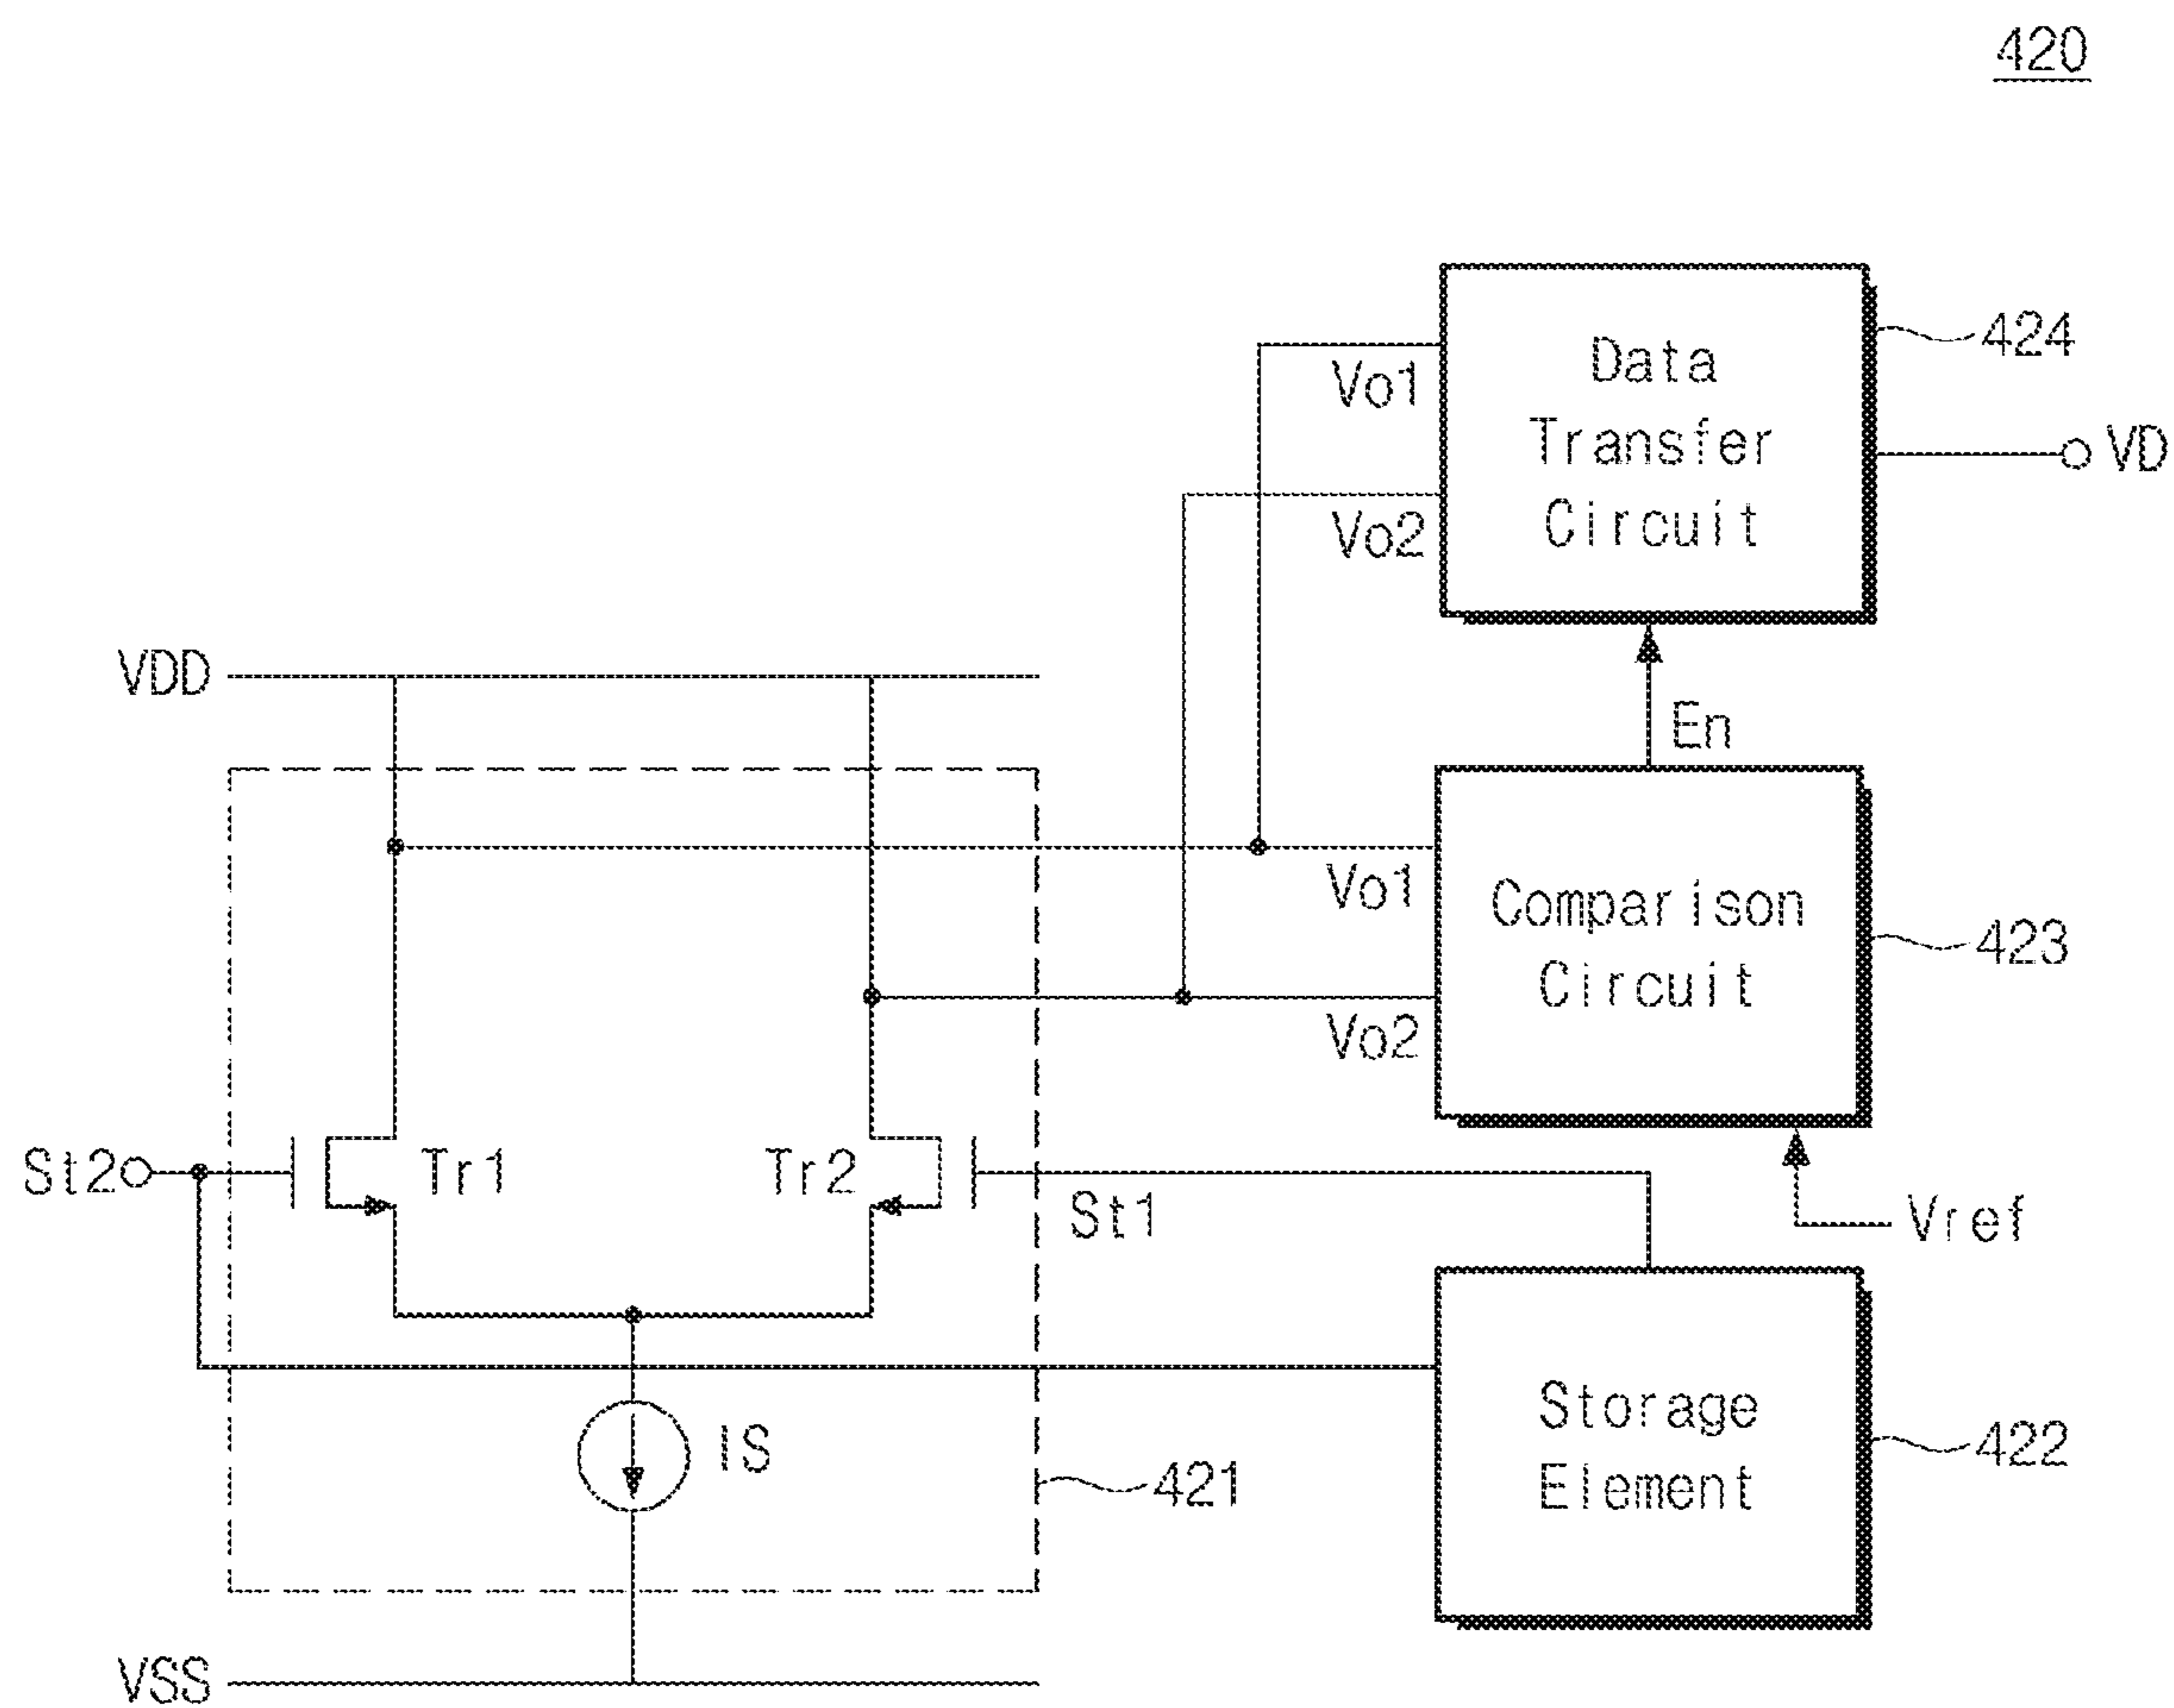 420
424
Data
Vo1
Transfer
VD
Circuit
Vo2
VDD
En
Vo1
Comparison
423
Circuit
Vo2
St2
Tr1
Tr2
St1
Vref
Storage
IS
422
421
Element
VSS